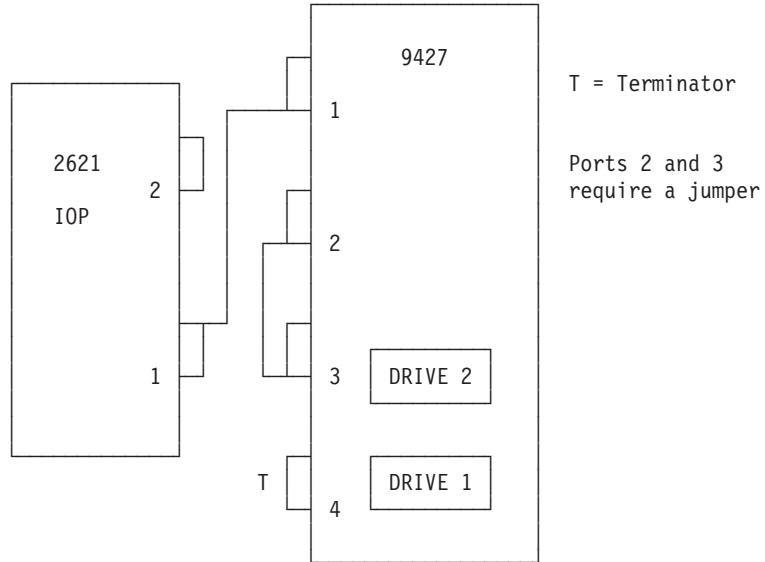 9427
T = Terminator
1
Ports 2 and 3
require a jumper
2621
2
IOP
2
1
3
DRIVE 2
T
DRIVE 1
4